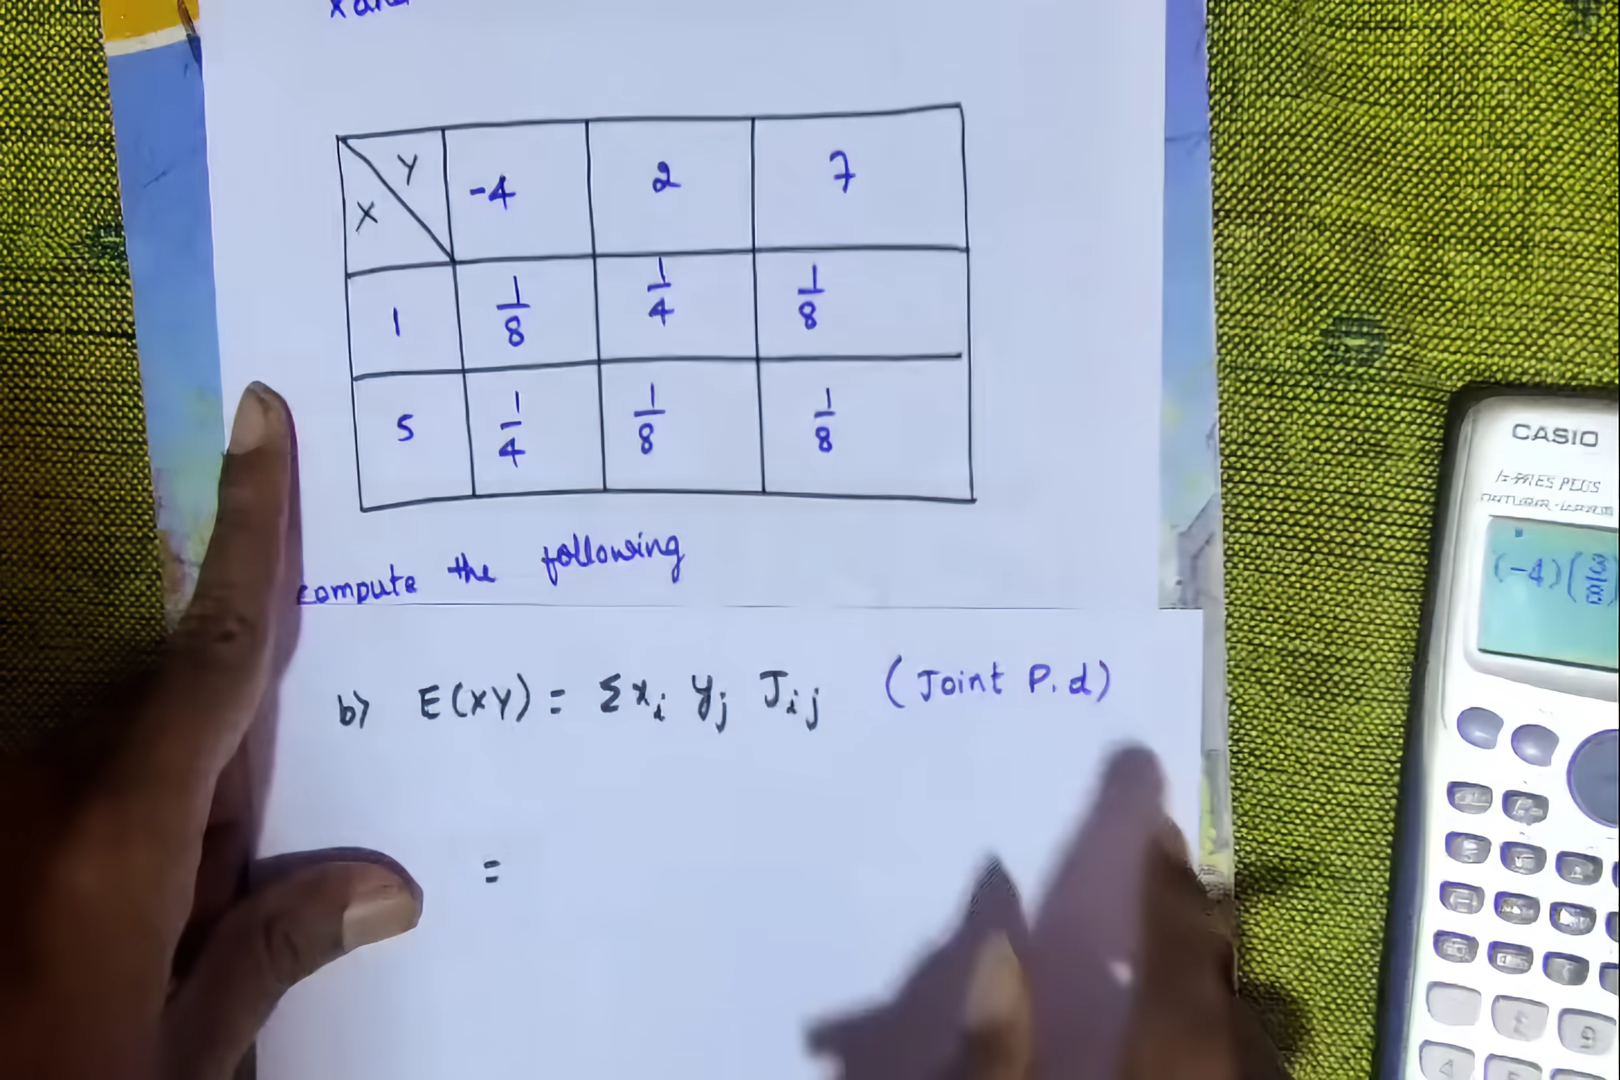 Y -4 2 7
X
1 1/8 1/4 1/8
5 1/4 1/8 1/8
compute the following
b) E(XY) = Σxi yj Jij (Joint P.d)
=
CASIO
(-4)(3/8)